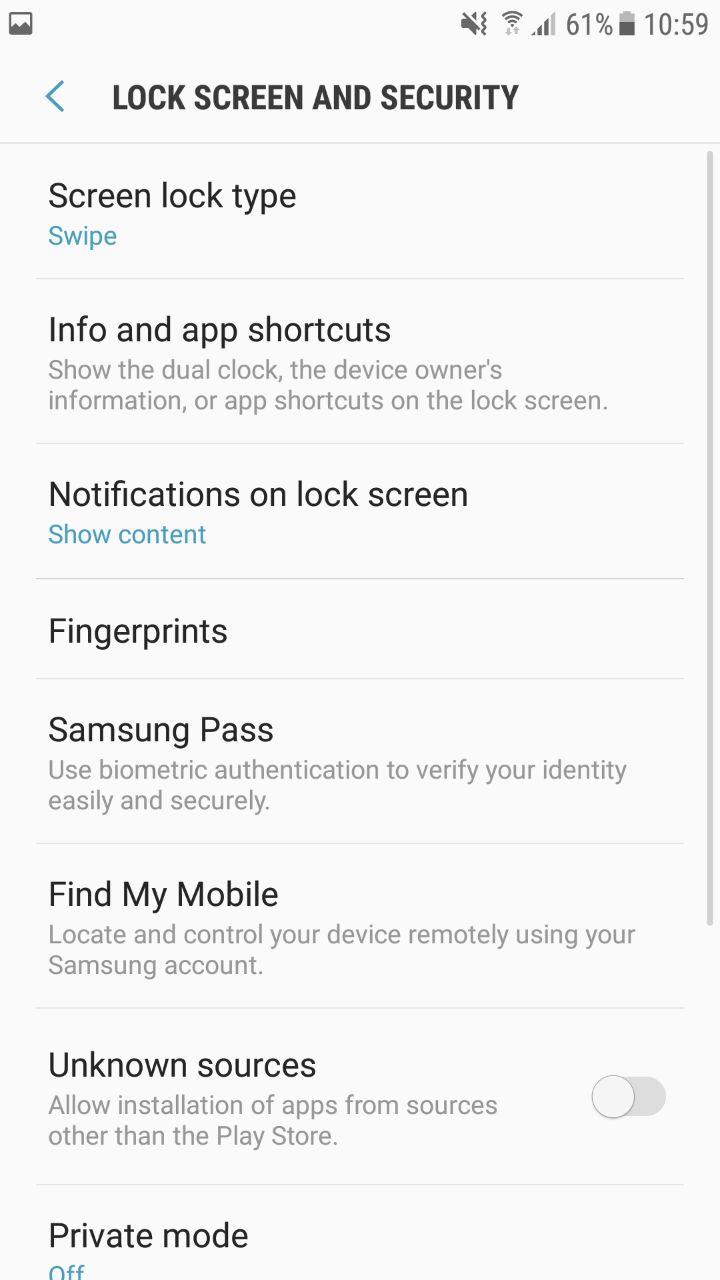 61% 10:59
LOCK SCREEN AND SECURITY
Screen lock type
Swipe
Info and app shortcuts
Show the dual clock, the device owner's
information, or app shortcuts on the lock screen.
Notifications on lock screen
Show content
Fingerprints
Samsung Pass
Use biometric authentication to verify your identity
easily and securely.
Find My Mobile
Locate and control your device remotely using your
Samsung account.
Unknown sources
Allow installation of apps from sources
other than the Play Store.
Private mode
Off